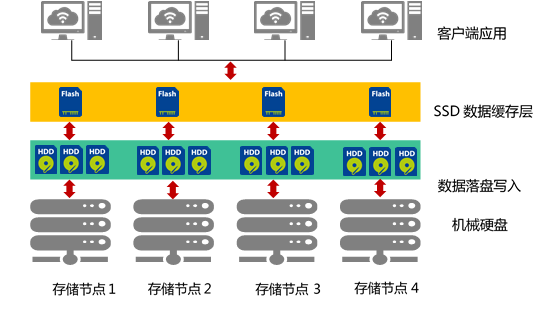 客户端应用
Flash Flash Flash Flash
SSD 数据缓存层
HDD HDD HDD HDD HDD HDD HDD HDD HDD HDD HDD HDD
数据落盘写入
机械硬盘
存储节点 1 存储节点 2 存储节点 3 存储节点 4